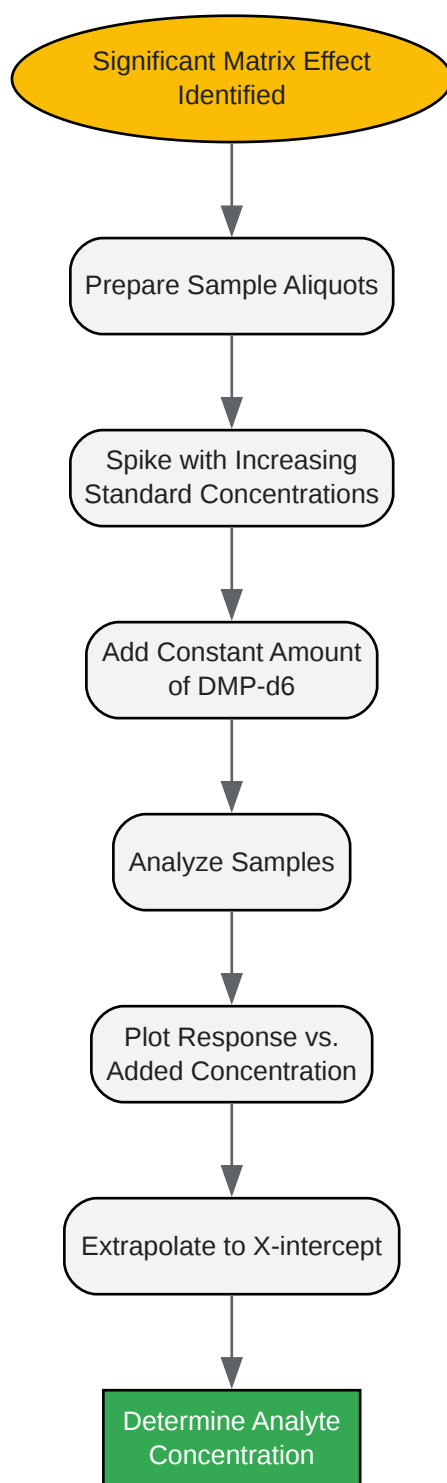 Significant Matrix Effect
Identified
Prepare Sample Aliquots
Spike with Increasing
Standard Concentrations
Add Constant Amount
of DMP-d6
Analyze Samples
Plot Response vs.
Added Concentration
Extrapolate to X-intercept
Determine Analyte
Concentration